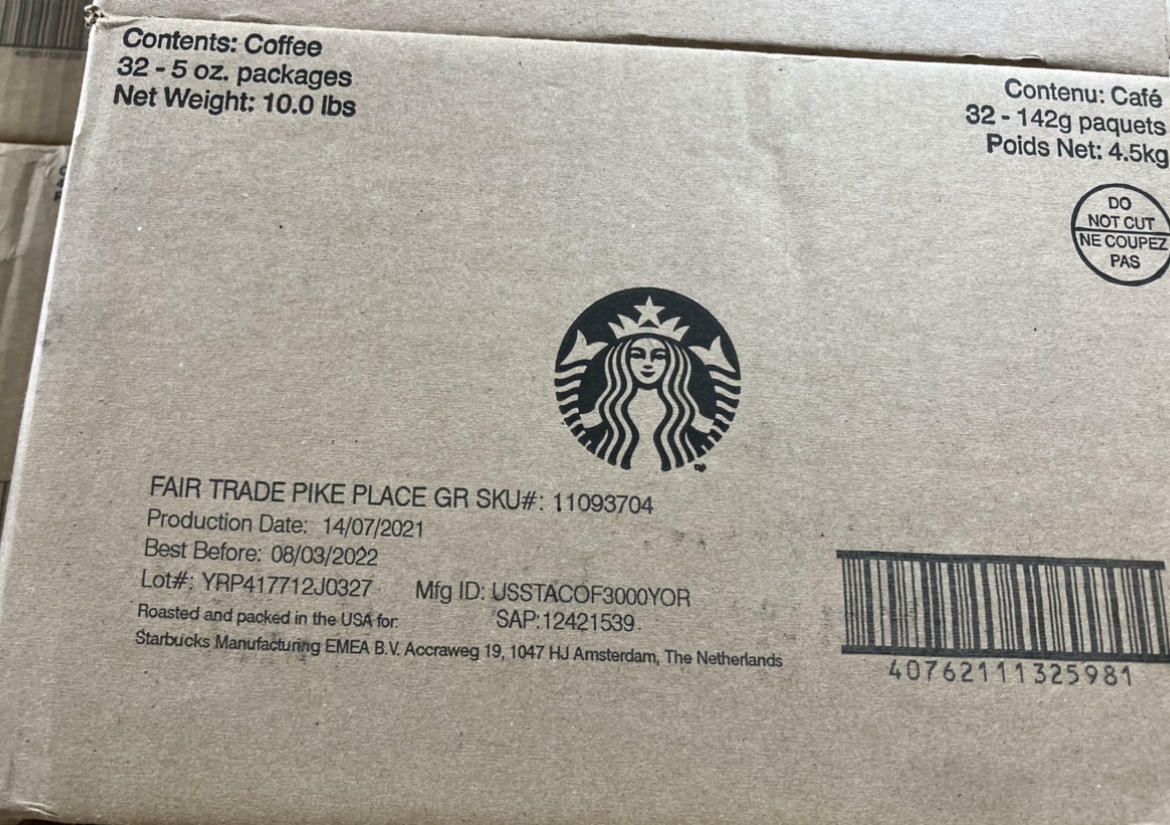 Contents: Coffee
32 - 5 oz. packages
Net Weight: 10.0 lbs
Contenu: Café
32 - 142g paquets
Poids Net: 4.5kg
DO
NOT CUT
NE COUPEZ
PAS
FAIR TRADE PIKE PLACE GR SKU#: 11093704
Production Date: 14/07/2021
Best Before: 08/03/2022
Lot#: YRP417712J0327 Mfg ID: USSTACOF3000YOR
Roasted and packed in the USA for: SAP:12421539.
Starbucks Manufacturing EMEA B.V. Accraweg 19, 1047 HJ Amsterdam, The Netherlands
40762111325981